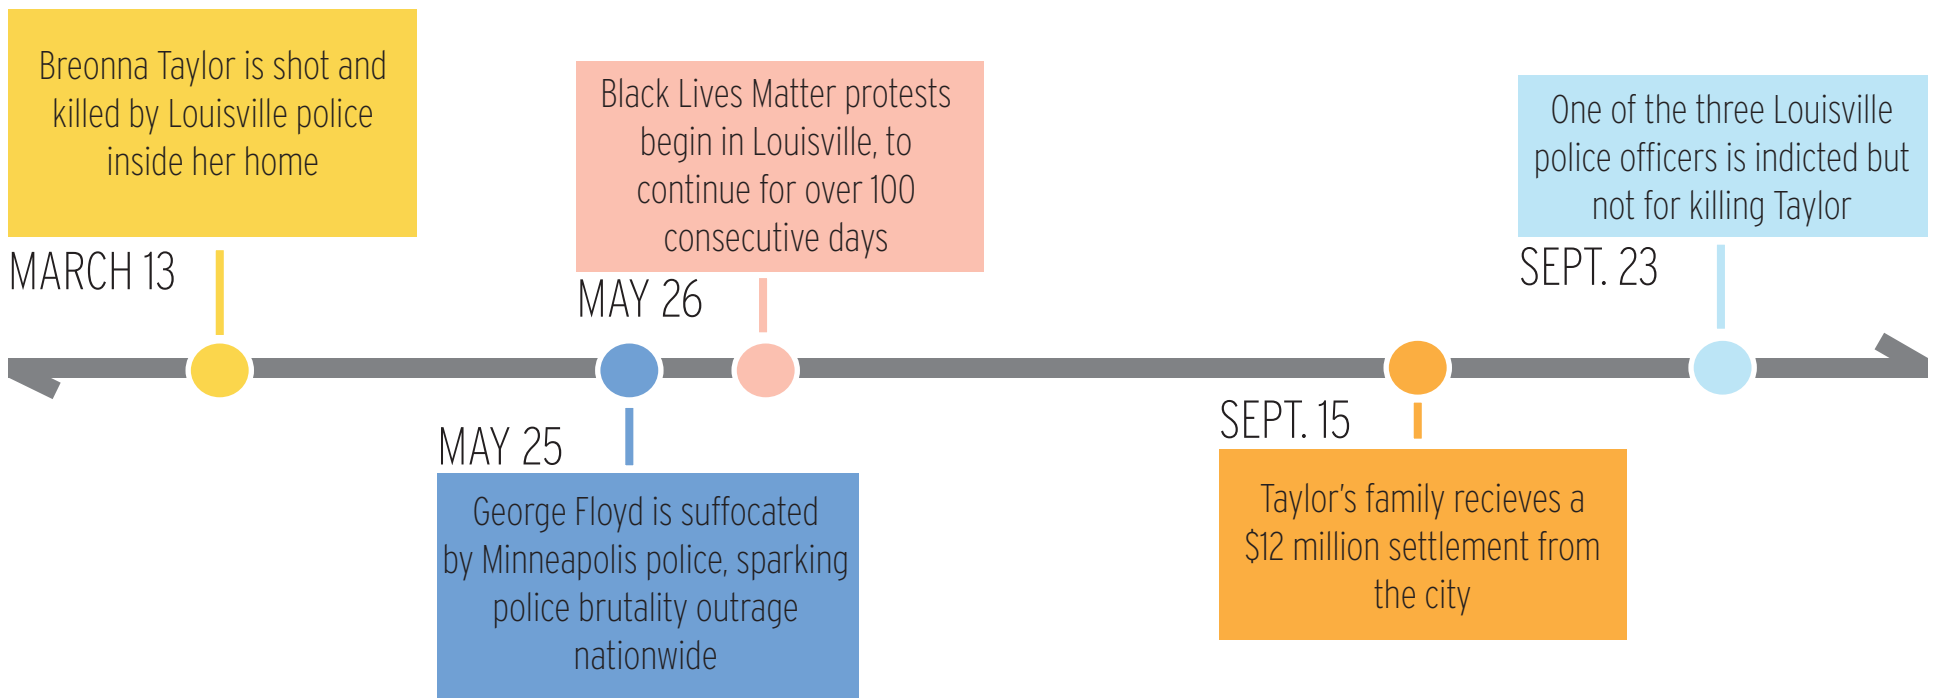 Breonna Taylor is shot and
killed by Louisville police
inside her home
MARCH 13
MAY 25
George Floyd is suffocated
by Minneapolis police, sparking
police brutality outrage
nationwide
Black Lives Matter protests
begin in Louisville, to
continue for over 100
consecutive days
MAY 26
SEPT. 15
Taylor's family recieves a
$12 million settlement from
the city
One of the three Louisville
police officers is indicted but
not for killing Taylor
SEPT. 23